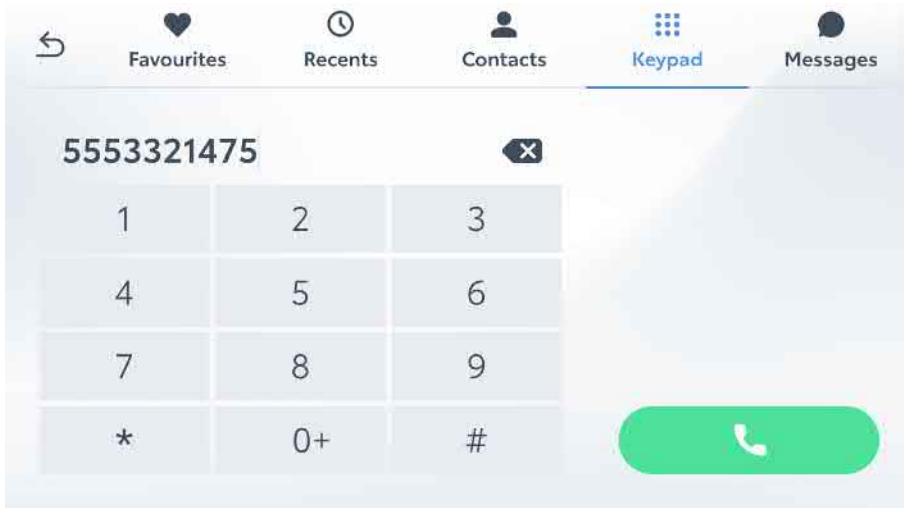 Favourites Recents Contacts Keypad Messages
5553321475
1 2 3
4 5 6
7 8 9
* 0+ #